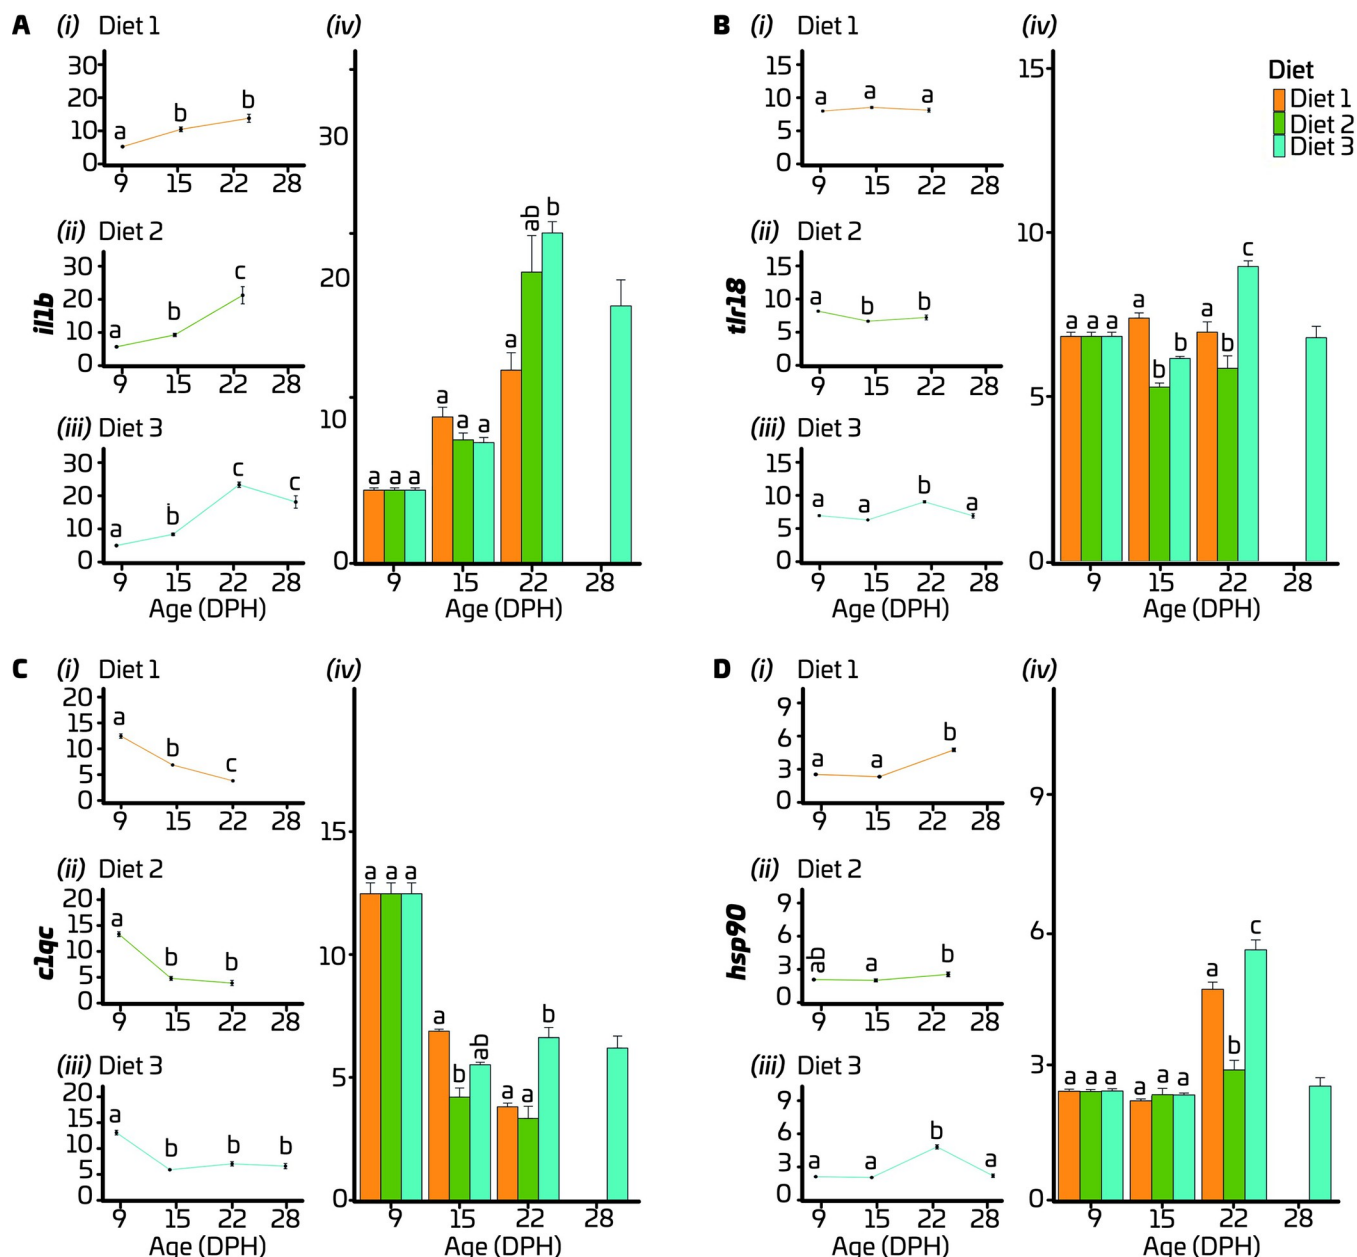 A (i) Diet 1 (iv)
30
20
10
0
a b b
9 15 22 28
(ii) Diet 2
30
20
10
0
a b c
9 15 22 28
il1b
(iii) Diet 3
30
20
10
0
a b c c
9 15 22 28
Age (DPH)
30
20
10
0
a a a a a a a ab b
9 15 22 28
Age (DPH)
B (i) Diet 1 (iv)
15
10
5
0
a a a
9 15 22 28
(ii) Diet 2
15
10
5
0
a b b
9 15 22 28
tlr18
(iii) Diet 3
15
10
5
0
a a b a
9 15 22 28
Age (DPH)
15
10
5
0
a a a a b b a b c
9 15 22 28
Age (DPH)
Diet
Diet 1
Diet 2
Diet 3
C (i) Diet 1 (iv)
20
15
10
5
0
a b c
9 15 22 28
(ii) Diet 2
20
15
10
5
0
a b b
9 15 22 28
c1qc
(iii) Diet 3
20
15
10
5
0
a b b b
9 15 22 28
Age (DPH)
15
10
5
0
a a a a b ab a a b
9 15 22 28
Age (DPH)
D (i) Diet 1 (iv)
9
6
3
0
a a b
9 15 22 28
(ii) Diet 2
9
6
3
0
ab a b
9 15 22 28
hsp90
(iii) Diet 3
9
6
3
0
a a b a
9 15 22 28
Age (DPH)
9
6
3
0
a a a a a a a b c
9 15 22 28
Age (DPH)